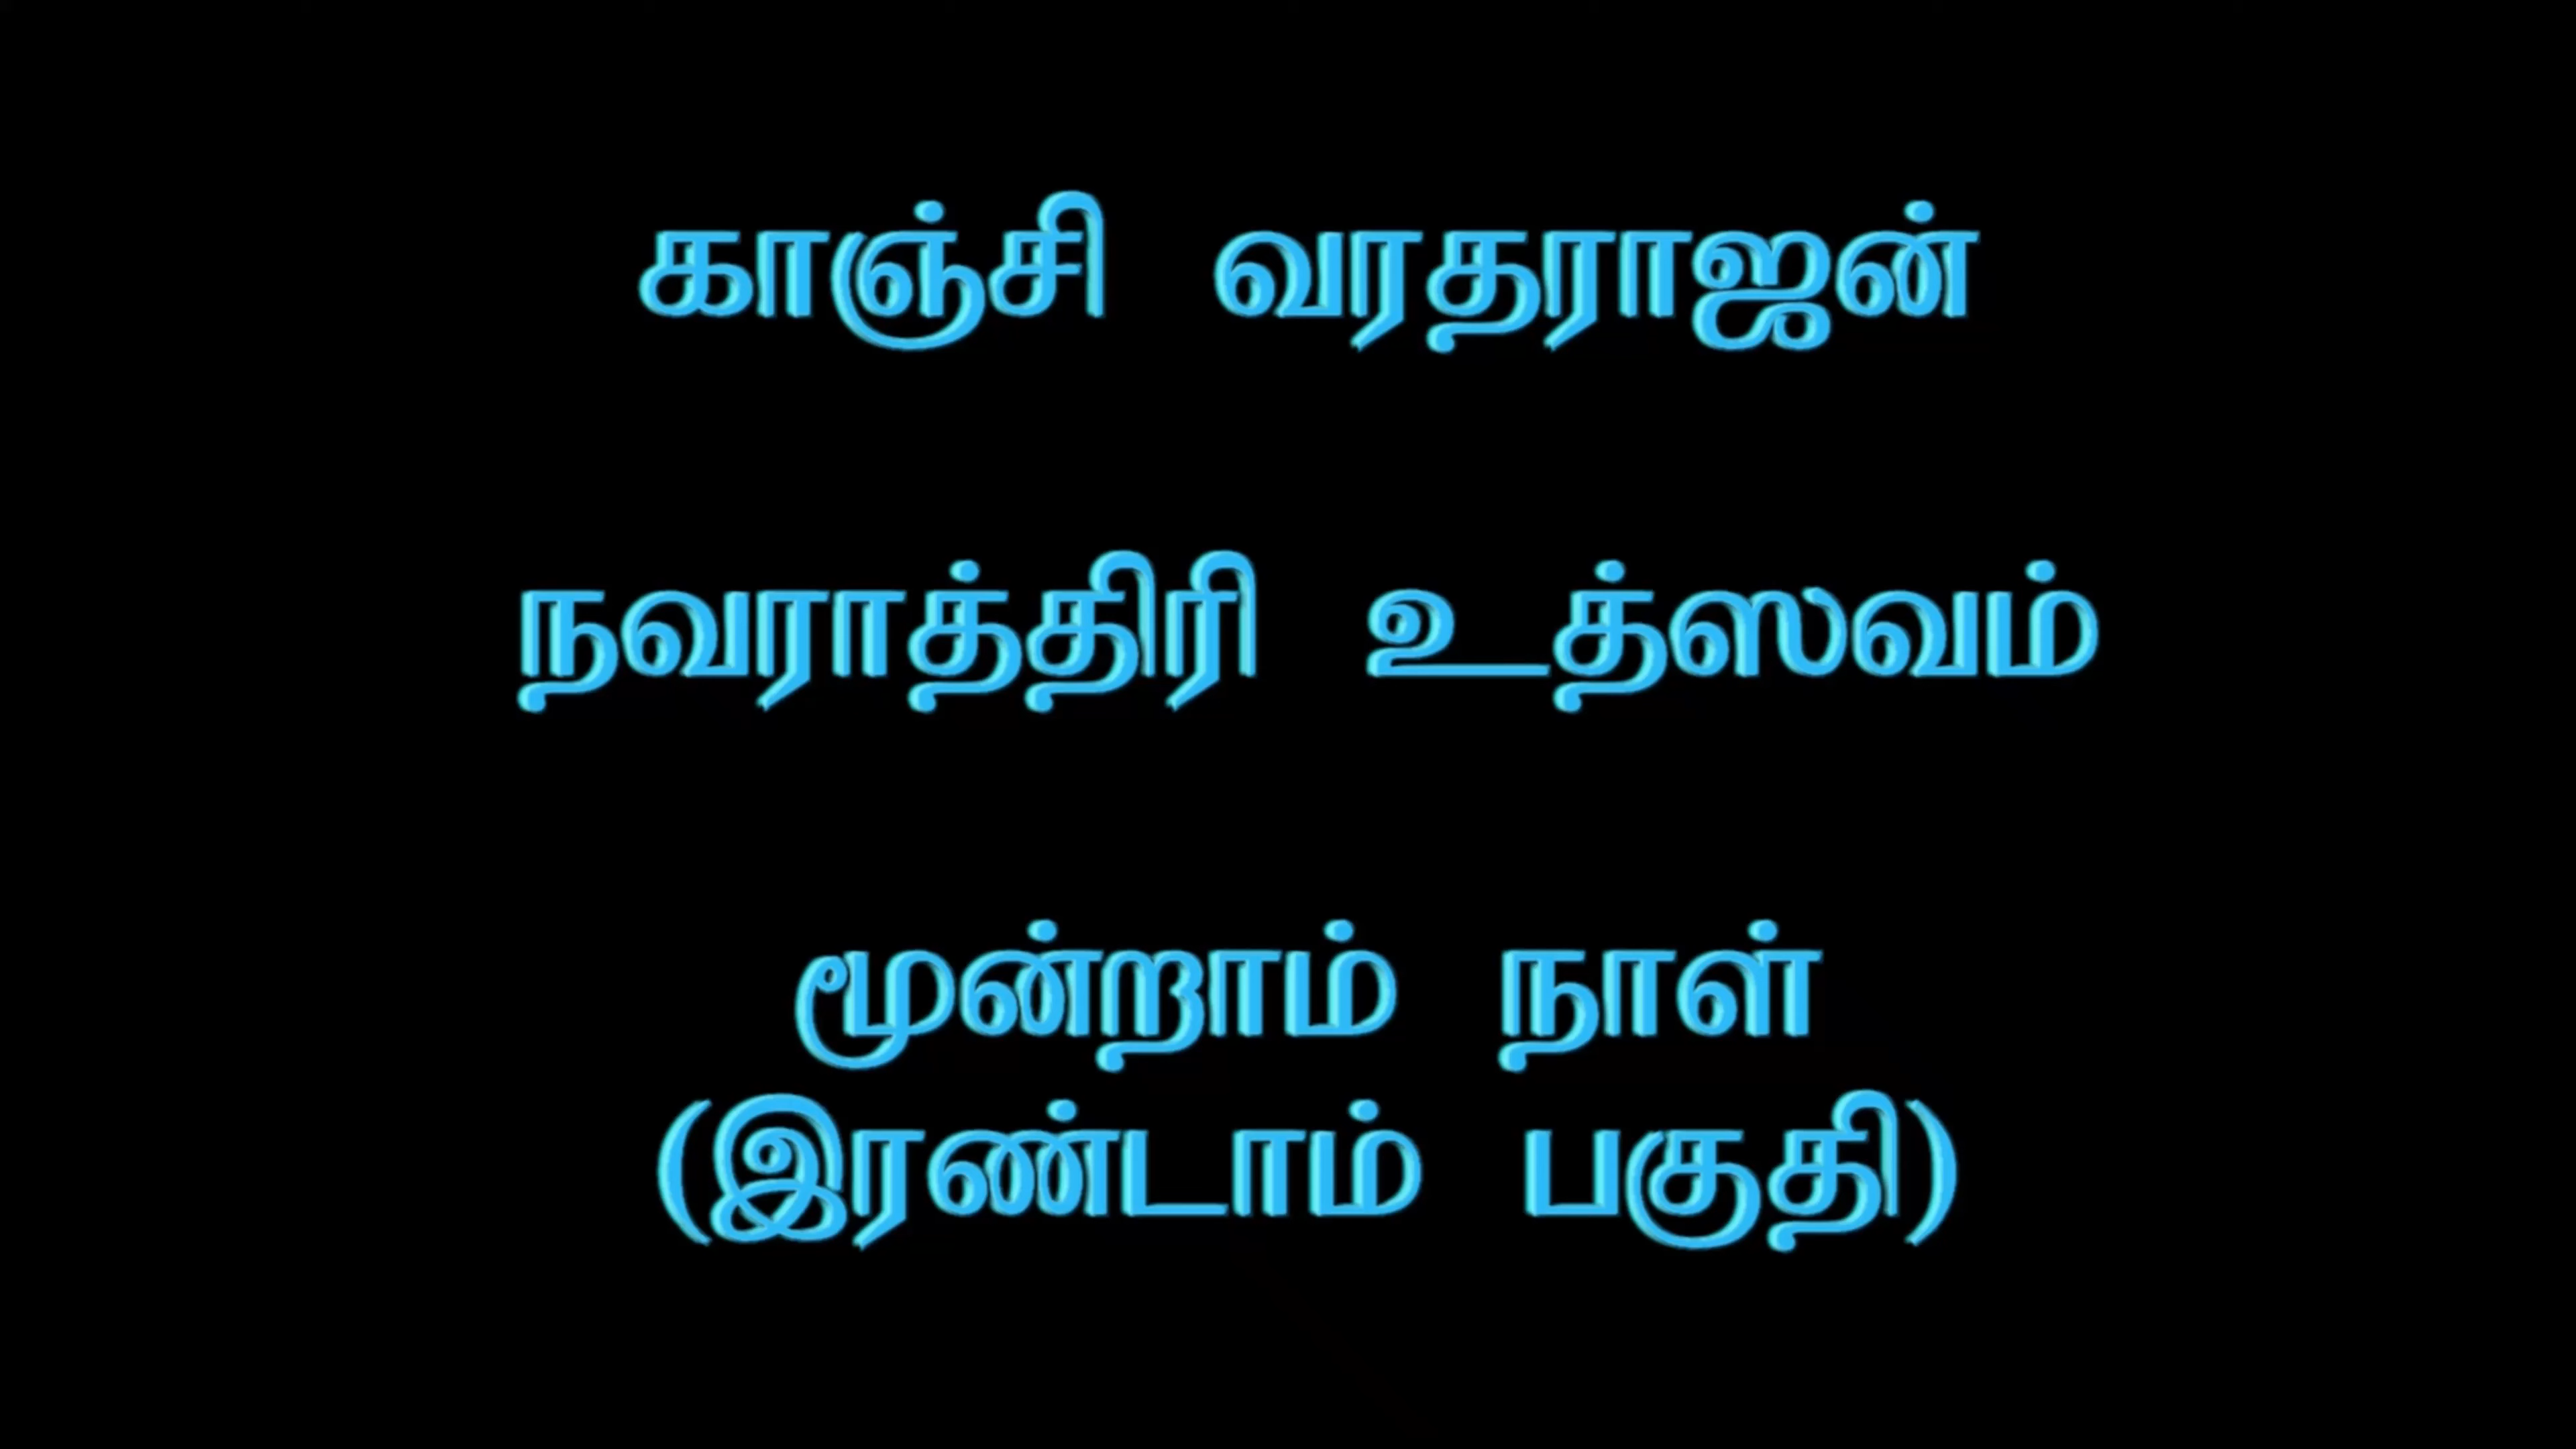 காஞ்சி வரதராஜன்
நவராத்திரி உத்ஸவம்
மூன்றாம் நாள்
(இரண்டாம் பகுதி)